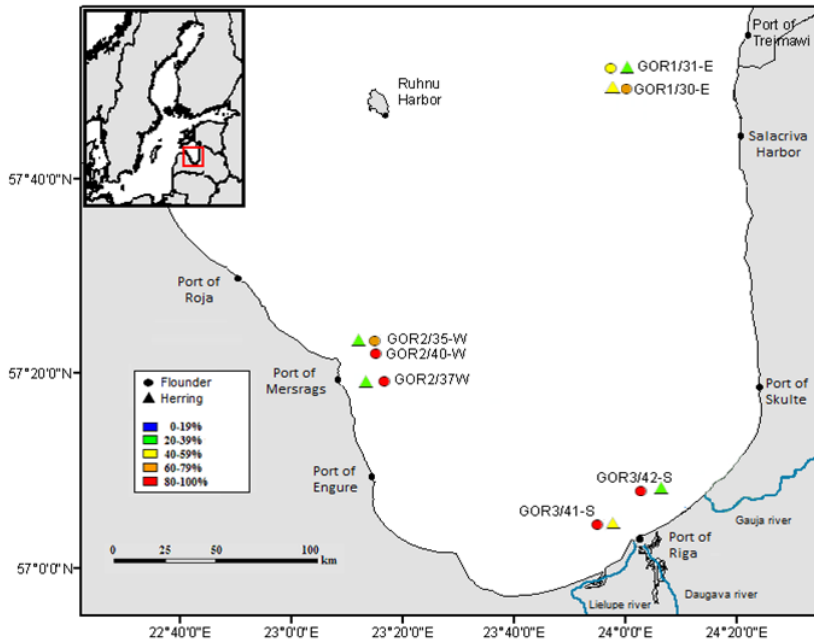 Port of
Treimawi
GOR1/31-E
GOR1/30-E
Ruhnu
Harbor
Salacriva
Harbor
57°40'0"N
Port of
Roja
GOR2/35-W
GOR2/40-W
GOR2/37W
57°20'0"N
Port of
Mersrags
Port of
Skulte
Flounder
Herring
0-19%
20-39%
40-59%
60-79%
80-100%
Port of
Engure
GOR3/42-S
GOR3/41-S
Gauja river
Port of
Riga
0 25 50 100
km
57°0'0"N
Lielupe river
Daugava river
22°40'0"E 23°0'0"E 23°20'0"E 23°40'0"E 24°0'0"E 24°20'0"E